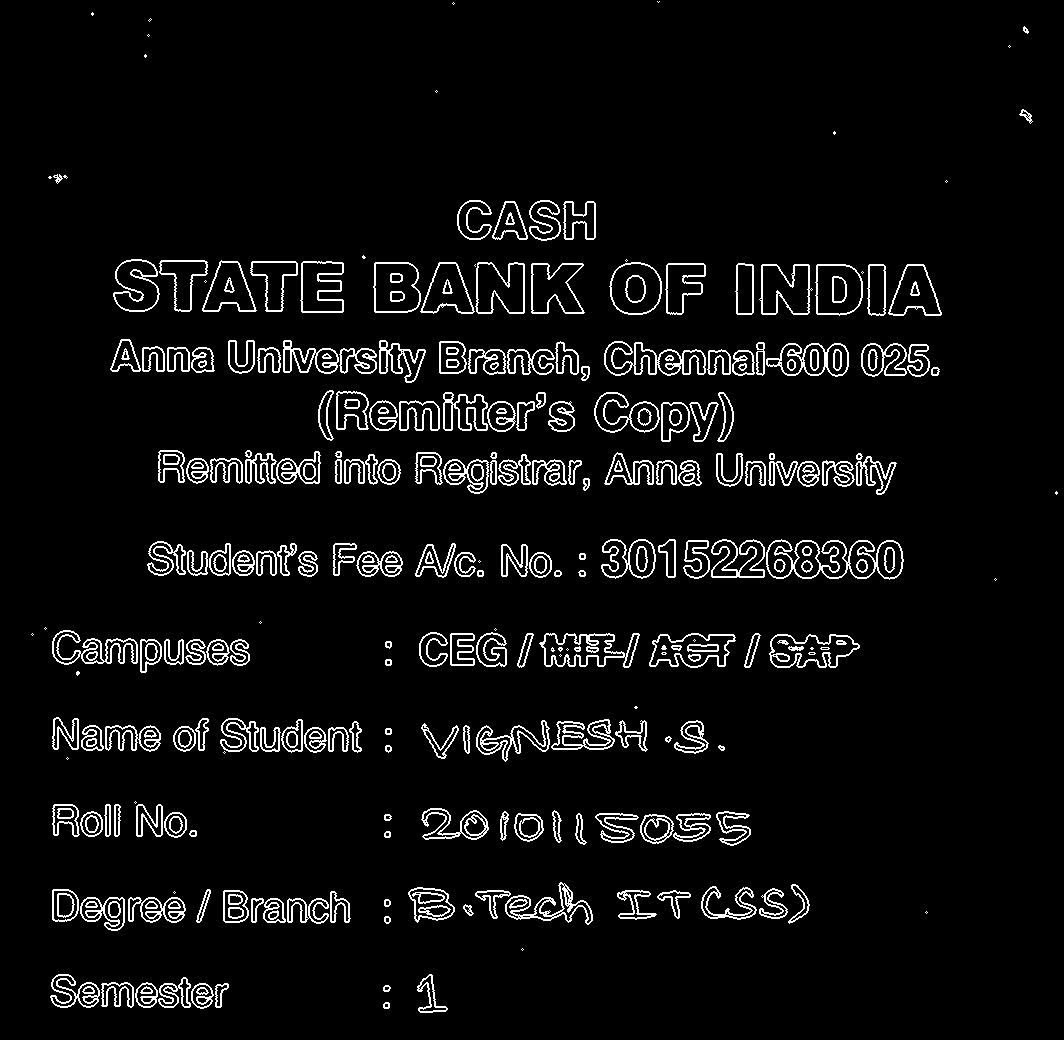 CASH
STATE BANK OF INDIA
Anna University Branch, Chennai-600 025.
(Remitter's Copy)
Remitted into Registrar, Anna University
Student's Fee A/c. No. : 30152268360
Campuses : CEG / MIT / ACT / SAP
Name of Student : VIGNESH .S.
Roll No. : 2010115055
Degree / Branch : B.Tech IT (SS)
Semester : 1